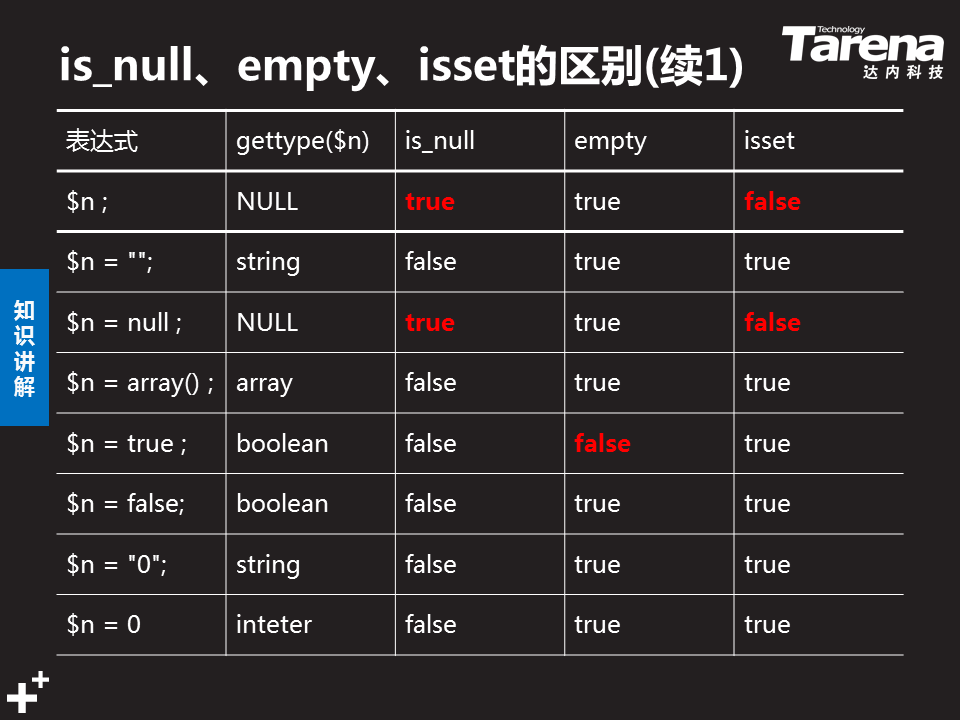 is_null、empty、isset的区别(续1)
Technology
Tarena
达内科技
表达式 gettype($n) is_null empty isset
$n ; NULL true true false
$n = ""; string false true true
$n = null ; NULL true true false
$n = array() ; array false true true
$n = true ; boolean false false true
$n = false; boolean false true true
$n = "0"; string false true true
$n = 0 inteter false true true
知识讲解